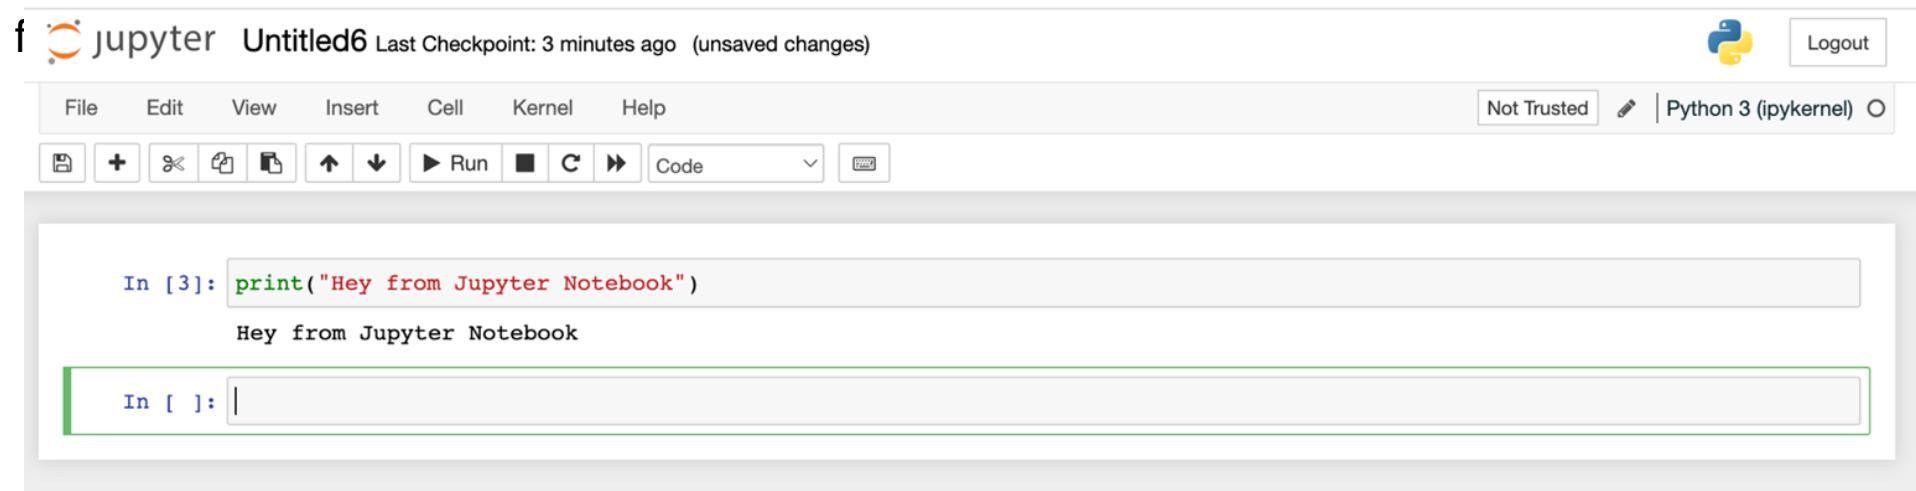 f
jupyter Untitled6 Last Checkpoint: 3 minutes ago (unsaved changes) Logout
File Edit View Insert Cell Kernel Help Not Trusted Python 3 (ipykernel)
Run Code
In [3]: print("Hey from Jupyter Notebook")
Hey from Jupyter Notebook
In [ ]: